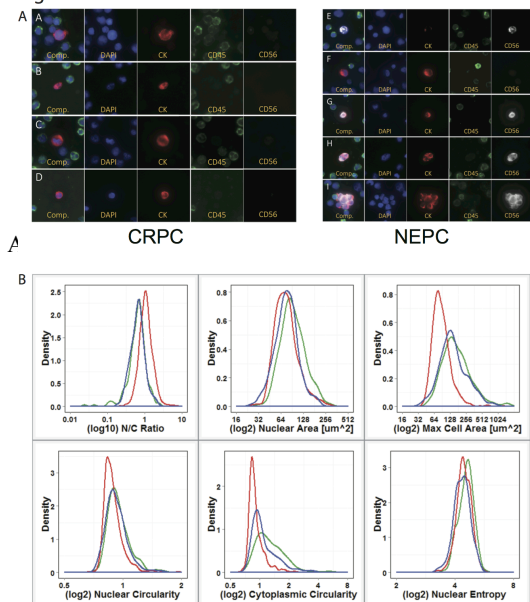 A
A
Comp. DAPI CK CD45 CD56
B
Comp. DAPI CK CD45 CD56
C
Comp. DAPI CK CD45 CD56
D
Comp. DAPI CK CD45 CD56
CRPC
E
Comp. DAPI CK CD45 CD56
F
Comp. DAPI CK CD45 CD56
G
Comp. DAPI CK CD45 CD56
H
Comp. DAPI CK CD45 CD56
I
Comp. DAPI CK CD45 CD56
NEPC
A
B
Density
2.5
2.0
1.5
1.0
0.5
0.0
0.01 0.10 1 10
(log10) N/C Ratio
Density
0.8
0.6
0.4
0.2
0.0
32 64 128 256 512
(log2) Nuclear Area [um^2]
Density
0.8
0.6
0.4
0.2
0.0
16 32 64 128 256 512 1024
(log2) Max Cell Area [um^2]
Density
3
2
1
0
0.5 1 2
(log2) Nuclear Circularity
Density
2
1
0
0.5 1 2 4 8
(log2) Cytoplasmic Circularity
Density
3
2
1
0
2 4 8
(log2) Nuclear Entropy